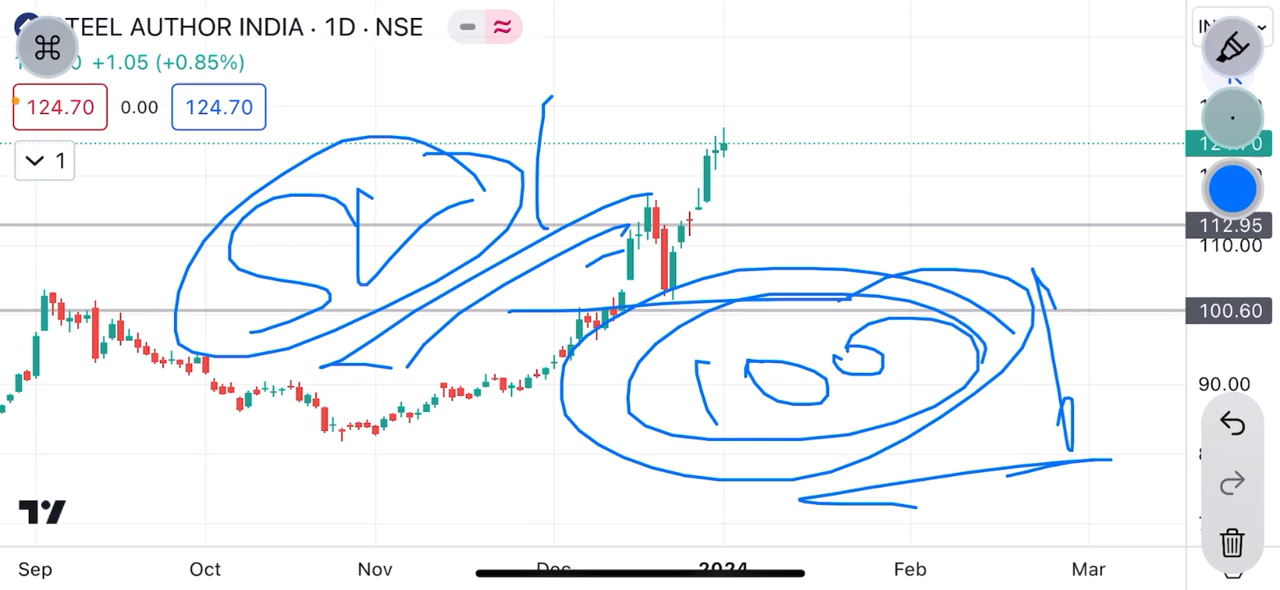 TEEL AUTHOR INDIA · 1D · NSE
+1.05 (+0.85%)
124.70 0.00 124.70
1
112.95
110.00
100.60
90.00
100
Sep Oct Nov Dec 2024 Feb Mar